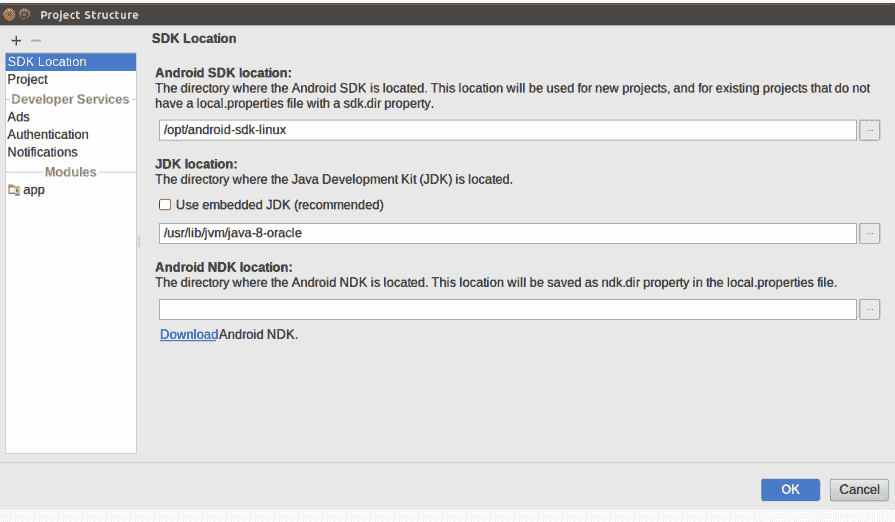 Project Structure
SDK Location
Project
Developer Services
Ads
Authentication
Notifications
Modules
app
SDK Location
Android SDK location:
The directory where the Android SDK is located. This location will be used for new projects, and for existing projects that do not
have a local.properties file with a sdk.dir property.
/opt/android-sdk-linux
...
JDK location:
The directory where the Java Development Kit (JDK) is located.
Use embedded JDK (recommended)
/usr/lib/jvm/java-8-oracle
...
Android NDK location:
The directory where the Android NDK is located. This location will be saved as ndk.dir property in the local.properties file.
...
DownloadAndroid NDK.
OK
Cancel